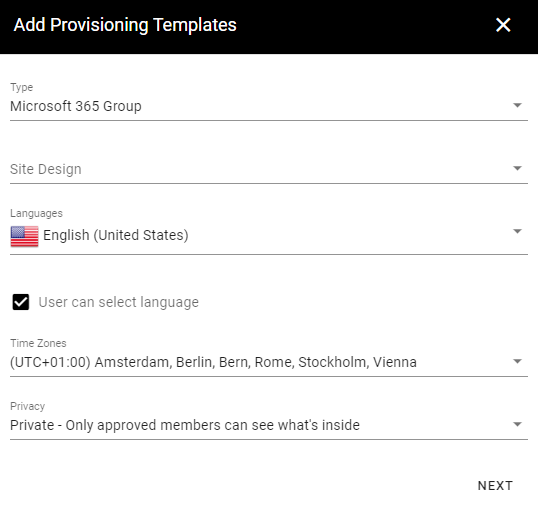 Add Provisioning Templates
Type
Microsoft 365 Group
Site Design
Languages
English (United States)
User can select language
Time Zones
(UTC+01:00) Amsterdam, Berlin, Bern, Rome, Stockholm, Vienna
Privacy
Private - Only approved members can see what's inside
NEXT